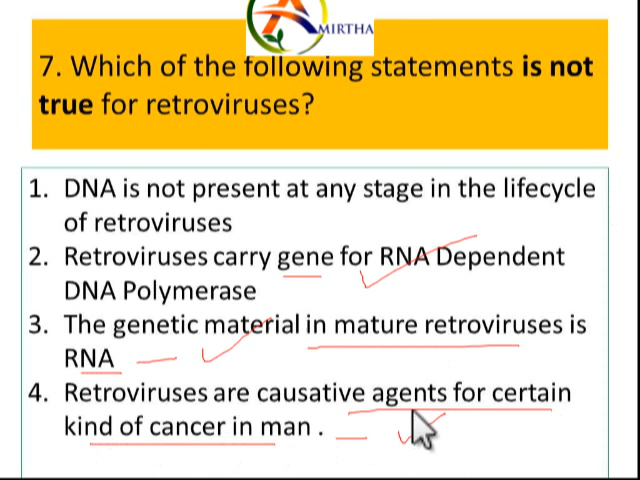 AMIRTHA
7. Which of the following statements is not
true for retroviruses?
1. DNA is not present at any stage in the lifecycle
of retroviruses
2. Retroviruses carry gene for RNA Dependent
DNA Polymerase
3. The genetic material in mature retroviruses is
RNA
4. Retroviruses are causative agents for certain
kind of cancer in man .